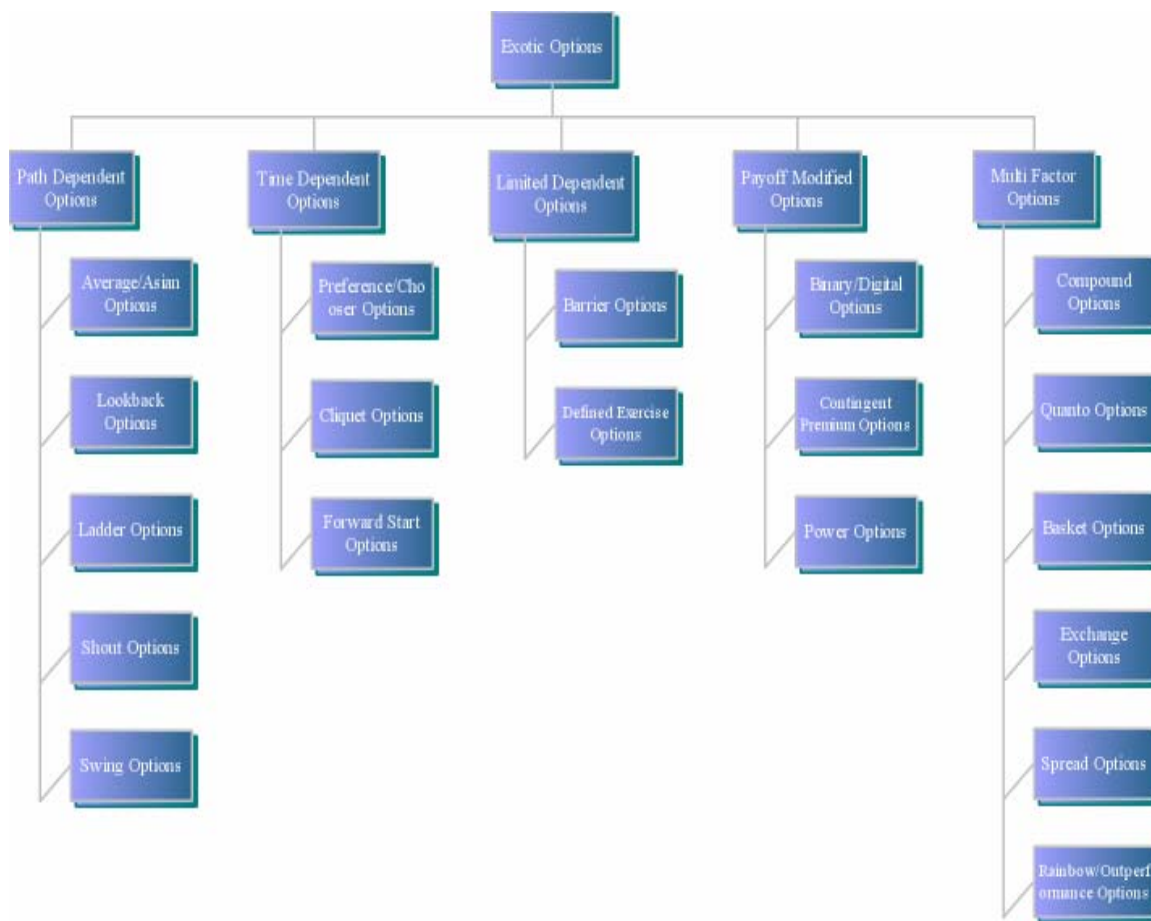 Exotic Options
Path Dependent
Options
Time Dependent
Options
Limited Dependent
Options
Payoff Modified
Options
Multi Factor
Options
Average/Asian
Options
Lookback
Options
Ladder Options
Shout Options
Swing Options
Preference/Cho
oser Options
Cliquet Options
Forward Start
Options
Barrier Options
Defined Exercise
Options
Binary/Digital
Options
Contingent
Premium Options
Power Options
Compound
Options
Quanto Options
Basket Options
Exchange
Options
Spread Options
Rainbow/Outperf
ormance Options